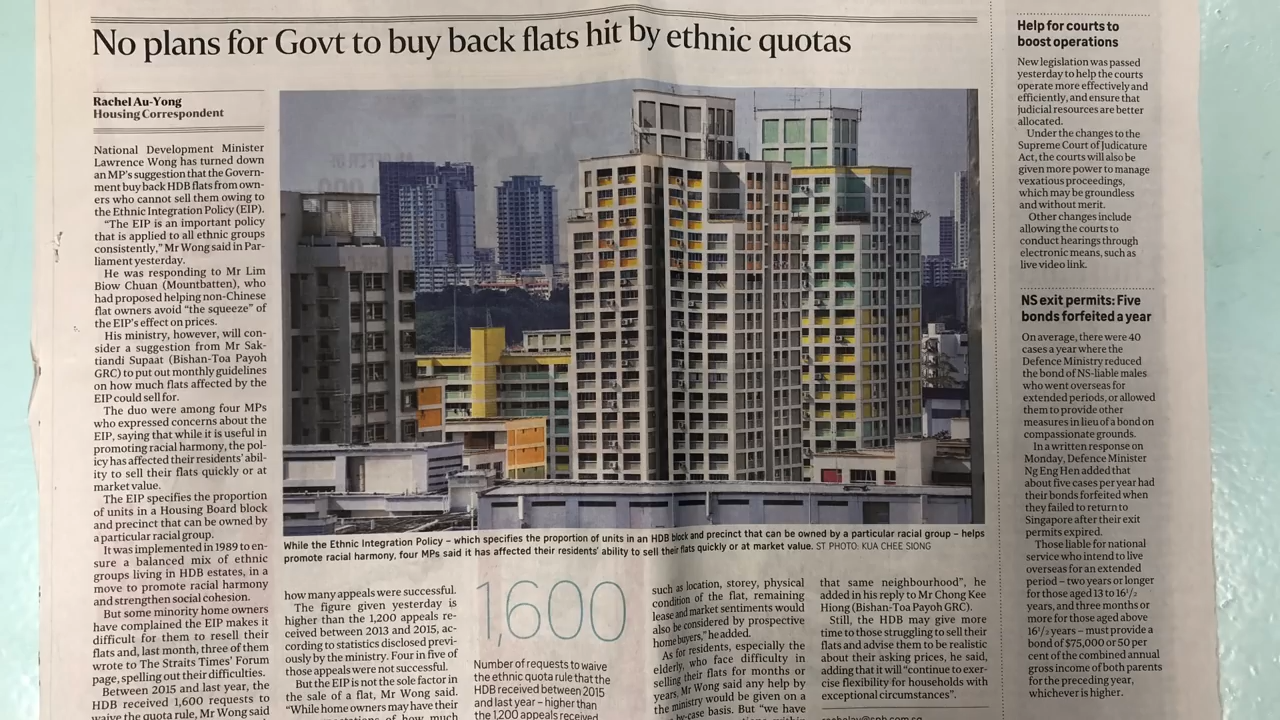 No plans for Govt to buy back flats hit by ethnic quotas
Rachel Au-Yong
Housing Correspondent
National Development Minister
Lawrence Wong has turned down
an MP's suggestion that the Govern-
ment buy back HDB flats from own-
ers who cannot sell them owing to
the Ethnic Integration Policy (EIP).
"The EIP is an important policy
that is applied to all ethnic groups
consistently," Mr Wong said in Par-
liament yesterday.
He was responding to Mr Lim
Biow Chuan (Mountbatten), who
had proposed helping non-Chinese
flat owners avoid "the squeeze" of
the EIP's effect on prices.
His ministry, however, will con-
sider a suggestion from Mr Sak-
tiandi Supaat (Bishan-Toa Payoh
GRC) to put out monthly guidelines
on how much flats affected by the
EIP could sell for.
The duo were among four MPs
who expressed concerns about the
EIP, saying that while it is useful in
promoting racial harmony, the pol-
icy has affected their residents' abil-
ity to sell their flats quickly or at
market value.
The EIP specifies the proportion
of units in a Housing Board block
and precinct that can be owned by
a particular racial group.
It was implemented in 1989 to en-
sure a balanced mix of ethnic
groups living in HDB estates, in a
move to promote racial harmony
and strengthen social cohesion.
But some minority home owners
have complained the EIP makes it
difficult for them to resell their
flats and, last month, three of them
wrote to The Straits Times' Forum
page, spelling out their difficulties.
Between 2015 and last year, the
HDB received 1,600 requests to
waive the quota rule, Mr Wong said
While the Ethnic Integration Policy – which specifies the proportion of units in an HDB block and precinct that can be owned by a particular racial group – helps
promote racial harmony, four MPs said it has affected their residents' ability to sell their flats quickly or at market value. ST PHOTO: KUA CHEE SIONG
how many appeals were successful.
The figure given yesterday is
higher than the 1,200 appeals re-
ceived between 2013 and 2015, ac-
cording to statistics disclosed previ-
ously by the ministry. Four in five of
those appeals were not successful.
But the EIP is not the sole factor in
the sale of a flat, Mr Wong said.
"While home owners may have their
of how much
1,600
Number of requests to waive
the ethnic quota rule that the
HDB received between 2015
and last year – higher than
the 1,200 appeals received
such as location, storey, physical
condition of the flat, remaining
lease and market sentiments would
also be considered by prospective
home buyers," he added.
As for residents, especially the
elderly, who face difficulty in
selling their flats for months or
years, Mr Wong said any help by
the ministry would be given on a
basis. But "we have
that same neighbourhood", he
added in his reply to Mr Chong Kee
Hiong (Bishan-Toa Payoh GRC).
Still, the HDB may give more
time to those struggling to sell their
flats and advise them to be realistic
about their asking prices, he said,
adding that it will "continue to exer-
cise flexibility for households with
exceptional circumstances".
Help for courts to
boost operations
New legislation was passed
yesterday to help the courts
operate more effectively and
efficiently, and ensure that
judicial resources are better
allocated.
Under the changes to the
Supreme Court of Judicature
Act, the courts will also be
given more power to manage
vexatious proceedings,
which may be groundless
and without merit.
Other changes include
allowing the courts to
conduct hearings through
electronic means, such as
live video link.
NS exit permits: Five
bonds forfeited a year
On average, there were 40
cases a year where the
Defence Ministry reduced
the bond of NS-liable males
who went overseas for
extended periods, or allowed
them to provide other
measures in lieu of a bond on
compassionate grounds.
In a written response on
Monday, Defence Minister
Ng Eng Hen added that
about five cases per year had
their bonds forfeited when
they failed to return to
Singapore after their exit
permits expired.
Those liable for national
service who intend to live
overseas for an extended
period – two years or longer
for those aged 13 to 16½
years, and three months or
more for those aged above
16½ years – must provide a
bond of $75,000 or 50 per
cent of the combined annual
gross income of both parents
for the preceding year,
whichever is higher.